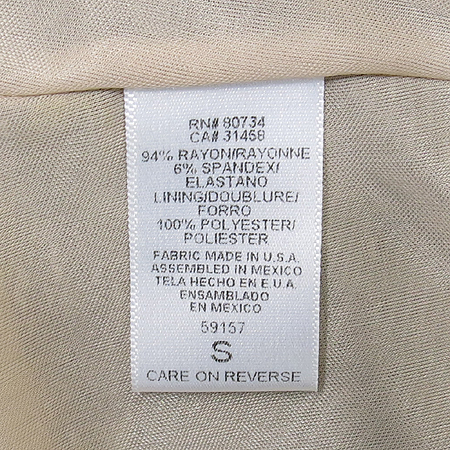 RN# 80734
CA# 31468
94% RAYON/RAYONNE
6% SPANDEX/
ELASTANO
LINING/DOUBLURE/
FORRO
100% POLYESTER/
POLIESTER
FABRIC MADE IN U.S.A.
ASSEMBLED IN MEXICO
TELA HECHO EN E.U.A.
ENSAMBLADO
EN MEXICO
59157
S
CARE ON REVERSE